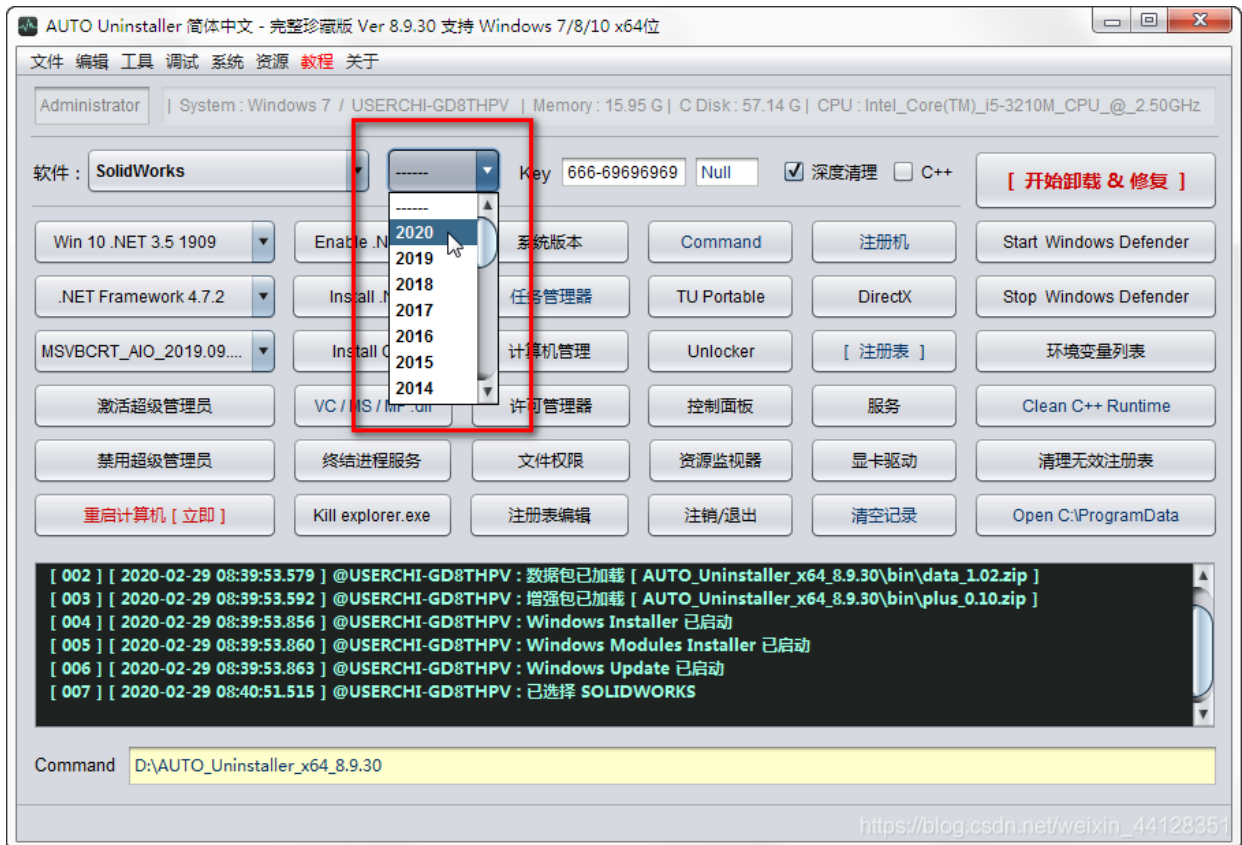 AUTO Uninstaller 简体中文 - 完整珍藏版 Ver 8.9.30 支持 Windows 7/8/10 x64位
文件 编辑 工具 调试 系统 资源 教程 关于
Administrator | System : Windows 7 / USERCHI-GD8THPV | Memory : 15.95 G | C Disk : 57.14 G | CPU : Intel_Core(TM)_i5-3210M_CPU_@_2.50GHz
软件 : SolidWorks ------ Key 666-69696969 Null 深度清理 C++ [ 开始卸载 & 修复 ]
------
2020
2019
2018
2017
2016
2015
2014
Win 10 .NET 3.5 1909 Enable .N 系统版本 Command 注册机 Start Windows Defender
.NET Framework 4.7.2 Install .N 任务管理器 TU Portable DirectX Stop Windows Defender
MSVBCRT_AIO_2019.09.... Install 计算机管理 Unlocker [ 注册表 ] 环境变量列表
激活超级管理员 VC / MS / MF .dll 许可管理器 控制面板 服务 Clean C++ Runtime
禁用超级管理员 终结进程服务 文件权限 资源监视器 显卡驱动 清理无效注册表
重启计算机 [ 立即 ] Kill explorer.exe 注册表编辑 注销/退出 清空记录 Open C:\ProgramData
[ 002 ] [ 2020-02-29 08:39:53.579 ] @USERCHI-GD8THPV : 数据包已加载 [ AUTO_Uninstaller_x64_8.9.30\bin\data_1.02.zip ]
[ 003 ] [ 2020-02-29 08:39:53.592 ] @USERCHI-GD8THPV : 增强包已加载 [ AUTO_Uninstaller_x64_8.9.30\bin\plus_0.10.zip ]
[ 004 ] [ 2020-02-29 08:39:53.856 ] @USERCHI-GD8THPV : Windows Installer 已启动
[ 005 ] [ 2020-02-29 08:39:53.860 ] @USERCHI-GD8THPV : Windows Modules Installer 已启动
[ 006 ] [ 2020-02-29 08:39:53.863 ] @USERCHI-GD8THPV : Windows Update 已启动
[ 007 ] [ 2020-02-29 08:40:51.515 ] @USERCHI-GD8THPV : 已选择 SOLIDWORKS
Command D:\AUTO_Uninstaller_x64_8.9.30
https://blog.csdn.net/weixin_44128351